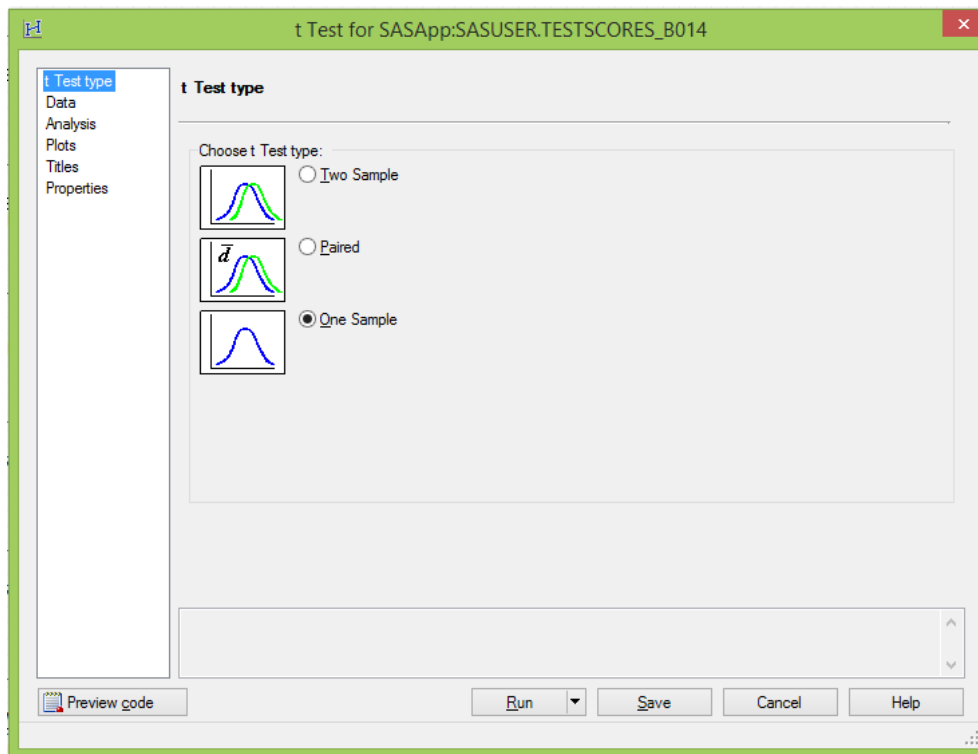 t Test for SASApp:SASUSER.TESTSCORES_B014
t Test type
Data
Analysis
Plots
Titles
Properties
t Test type
Choose t Test type:
Two Sample
d̅
Paired
One Sample
Preview code
Run
Save
Cancel
Help